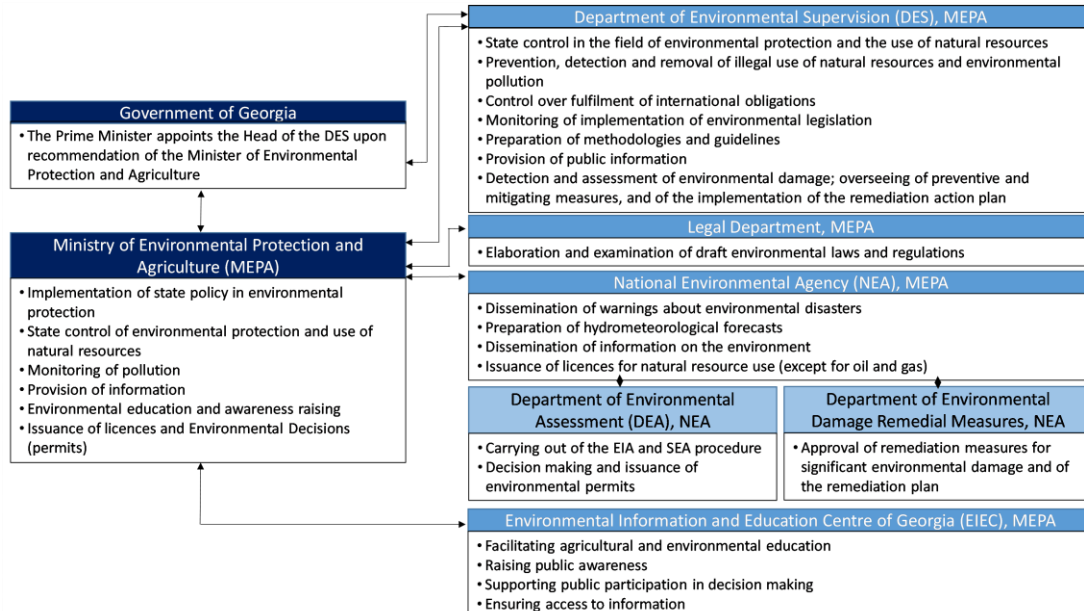 Government of Georgia
• The Prime Minister appoints the Head of the DES upon
recommendation of the Minister of Environmental
Protection and Agriculture
Ministry of Environmental Protection and
Agriculture (MEPA)
• Implementation of state policy in environmental
protection
• State control of environmental protection and use of
natural resources
• Monitoring of pollution
• Provision of information
• Environmental education and awareness raising
• Issuance of licences and Environmental Decisions
(permits)
Department of Environmental Supervision (DES), MEPA
• State control in the field of environmental protection and the use of natural resources
• Prevention, detection and removal of illegal use of natural resources and environmental
pollution
• Control over fulfilment of international obligations
• Monitoring of implementation of environmental legislation
• Preparation of methodologies and guidelines
• Provision of public information
• Detection and assessment of environmental damage; overseeing of preventive and
mitigating measures, and of the implementation of the remediation action plan
Legal Department, MEPA
• Elaboration and examination of draft environmental laws and regulations
National Environmental Agency (NEA), MEPA
• Dissemination of warnings about environmental disasters
• Preparation of hydrometeorological forecasts
• Dissemination of information on the environment
• Issuance of licences for natural resource use (except for oil and gas)
Department of Environmental
Assessment (DEA), NEA
• Carrying out of the EIA and SEA procedure
• Decision making and issuance of
environmental permits
Department of Environmental
Damage Remedial Measures, NEA
• Approval of remediation measures for
significant environmental damage and of
the remediation plan
Environmental Information and Education Centre of Georgia (EIEC), MEPA
• Facilitating agricultural and environmental education
• Raising public awareness
• Supporting public participation in decision making
• Ensuring access to information